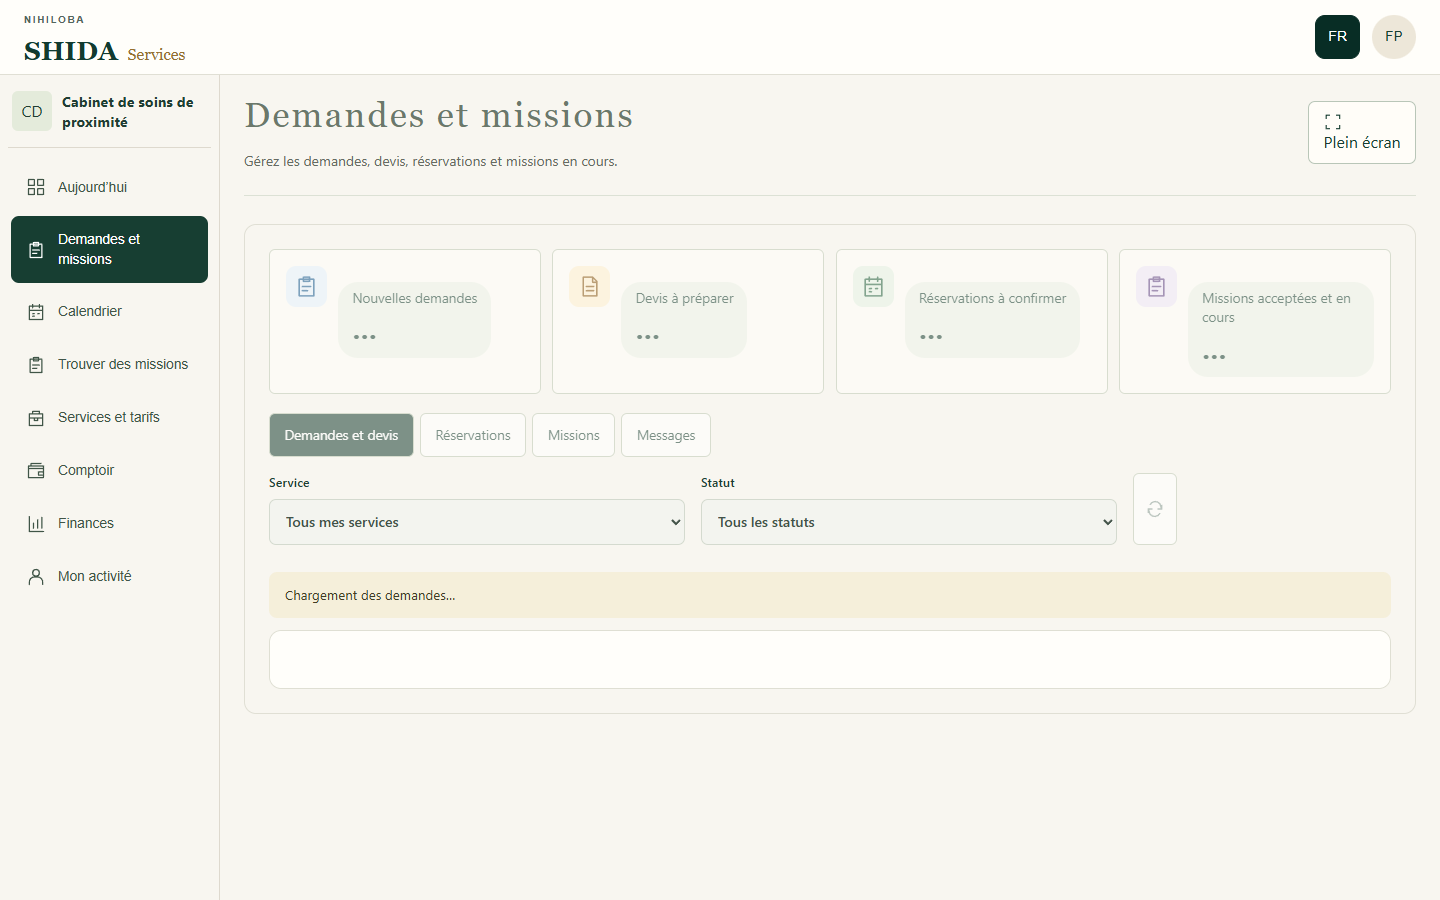 NIHILOBA
SHIDA Services
FR
FP
CD
Cabinet de soins de
proximité
Aujourd'hui
Demandes et
missions
Calendrier
Trouver des missions
Services et tarifs
Comptoir
Finances
Mon activité
Demandes et missions
Gérez les demandes, devis, réservations et missions en cours.
Plein écran
Nouvelles demandes
•••
Devis à préparer
•••
Réservations à confirmer
•••
Missions acceptées et en
cours
•••
Demandes et devis
Réservations
Missions
Messages
Service
Tous mes services
Statut
Tous les statuts
Chargement des demandes...